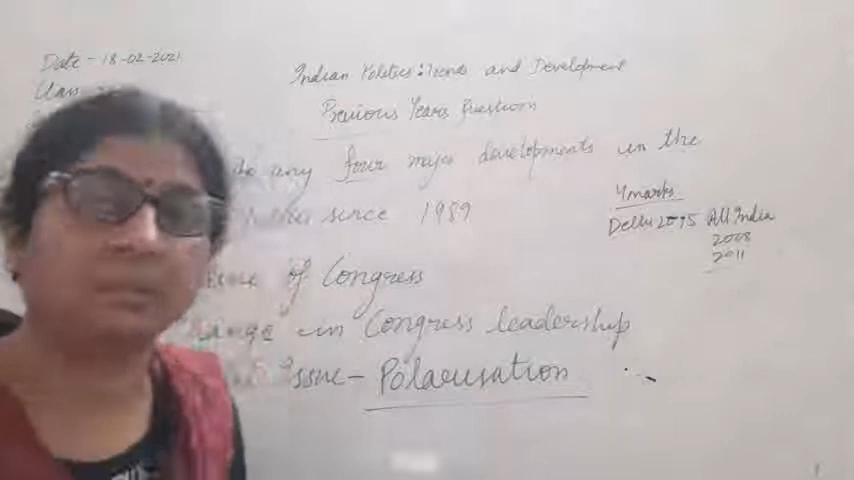 Date - 18-02-2021
Indian Politics: Trends and Development
Class
Previous Years Question
any four major developments in the
since 1989
4 marks
Delhi 2015 All India
2008
2011
of Congress
in Congress leadership
Issue - Polarisation